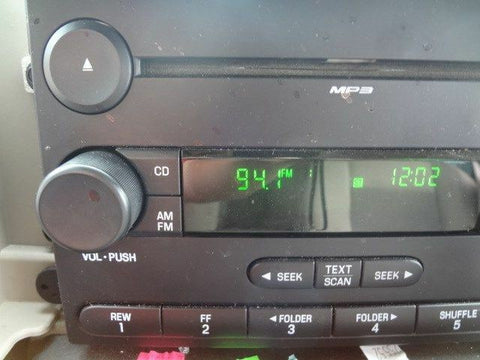 MP3
CD
94.1 FM 12:02
AM
FM
VOL • PUSH
◄ SEEK
TEXT
SCAN
SEEK ►
REW
1
FF
2
◄ FOLDER
3
FOLDER ►
4
SHUFFLE
5